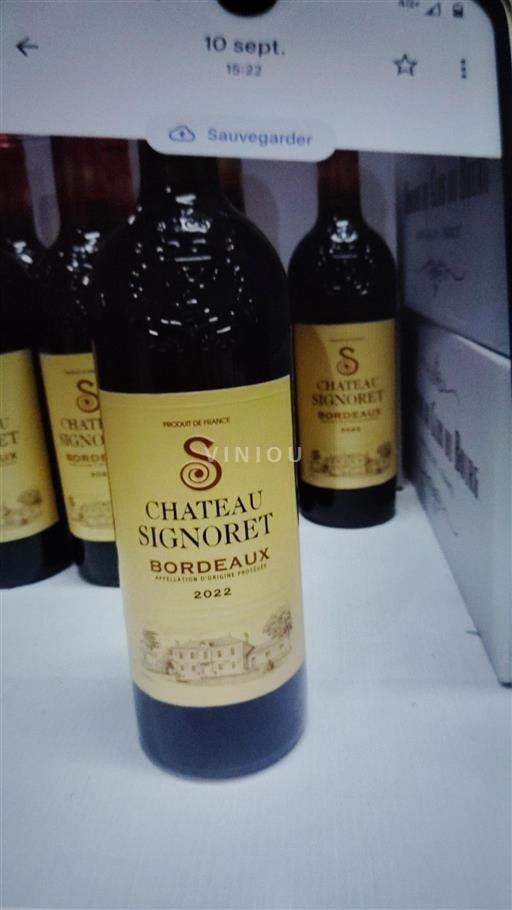 10 sept.
15:22
Sauvegarder
PRODUIT DE FRANCE
S
VINIOU
CHATEAU
SIGNORET
BORDEAUX
APPELLATION D'ORIGINE PROTÉGÉE
2022
S
CHATEAU
SIGNORET
BORDEAUX
2022